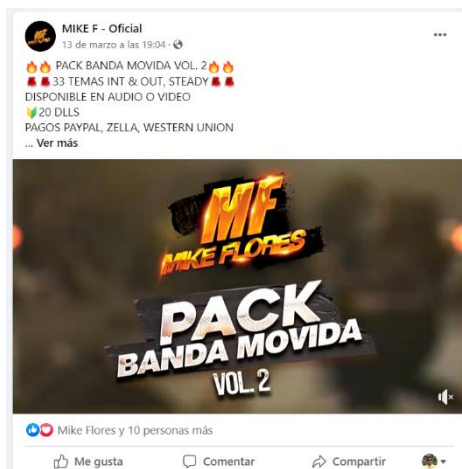 MIKE F - Oficial
13 de marzo a las 19:04 ·
PACK BANDA MOVIDA VOL. 2
33 TEMAS INT & OUT, STEADY
DISPONIBLE EN AUDIO O VIDEO
20 DLLS
PAGOS PAYPAL, ZELLA, WESTERN UNION
... Ver más
MF
MIKE FLORES
PACK
BANDA MOVIDA
VOL. 2
Mike Flores y 10 personas más
Me gusta
Comentar
Compartir